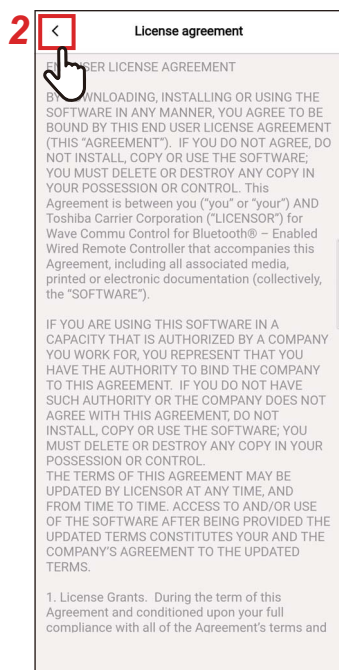 2
License agreement
SER LICENSE AGREEMENT
WNLOADING, INSTALLING OR USING THE
SOFTWARE IN ANY MANNER, YOU AGREE TO BE
BOUND BY THIS END USER LICENSE AGREEMENT
(THIS “AGREEMENT”). IF YOU DO NOT AGREE, DO
NOT INSTALL, COPY OR USE THE SOFTWARE;
YOU MUST DELETE OR DESTROY ANY COPY IN
YOUR POSSESSION OR CONTROL. This
Agreement is between you (“you” or “your”) AND
Toshiba Carrier Corporation (“LICENSOR”) for
Wave Commu Control for Bluetooth® – Enabled
Wired Remote Controller that accompanies this
Agreement, including all associated media,
printed or electronic documentation (collectively,
the “SOFTWARE”).
IF YOU ARE USING THIS SOFTWARE IN A
CAPACITY THAT IS AUTHORIZED BY A COMPANY
YOU WORK FOR, YOU REPRESENT THAT YOU
HAVE THE AUTHORITY TO BIND THE COMPANY
TO THIS AGREEMENT. IF YOU DO NOT HAVE
SUCH AUTHORITY OR THE COMPANY DOES NOT
AGREE WITH THIS AGREEMENT, DO NOT
INSTALL, COPY OR USE THE SOFTWARE; YOU
MUST DELETE OR DESTROY ANY COPY IN YOUR
POSSESSION OR CONTROL.
THE TERMS OF THIS AGREEMENT MAY BE
UPDATED BY LICENSOR AT ANY TIME, AND
FROM TIME TO TIME. ACCESS TO AND/OR USE
OF THE SOFTWARE AFTER BEING PROVIDED THE
UPDATED TERMS CONSTITUTES YOUR AND THE
COMPANY’S AGREEMENT TO THE UPDATED
TERMS.
1. License Grants. During the term of this
Agreement and conditioned upon your full
compliance with all of the Agreement’s terms and